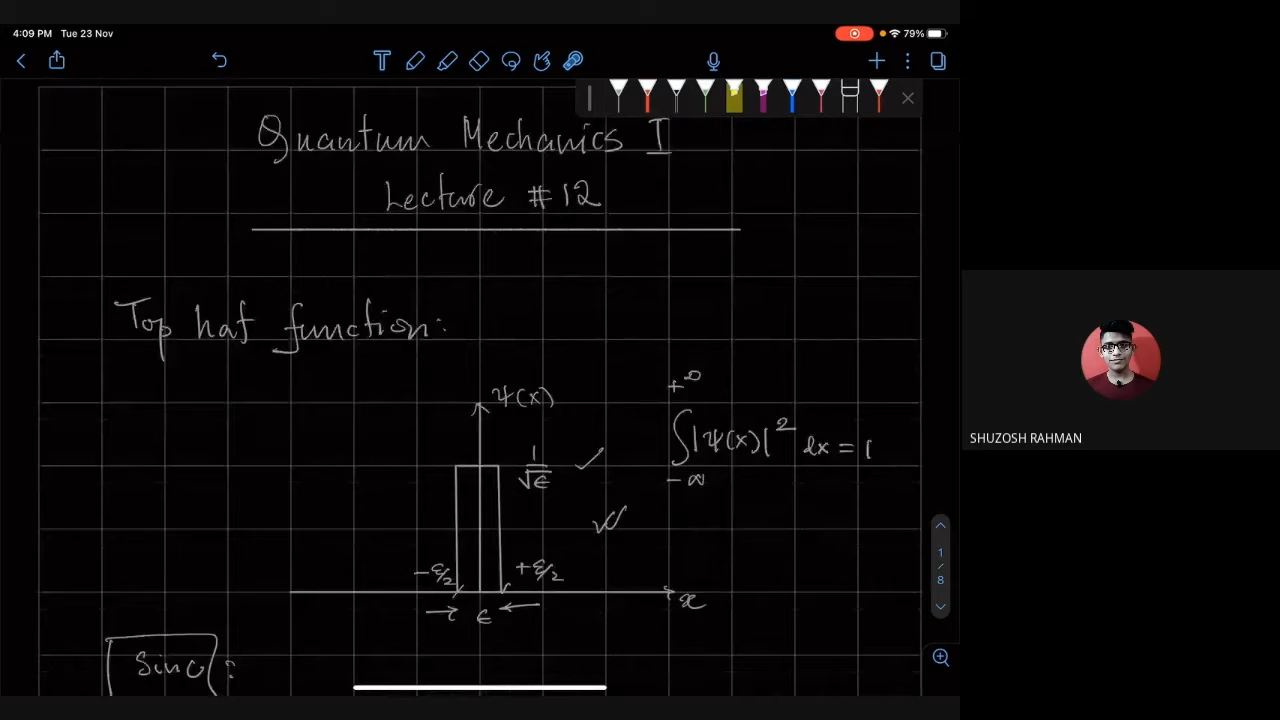 4:09 PM Tue 23 Nov
79%
Quantum Mechanics I
Lecture #12
Top hat function:
ψ(x)
+∞
∫|ψ(x)|² dx = 1
-∞
1/√ε
-ε/2
+ε/2
ε
x
1
/
8
sinc:
SHUZOSH RAHMAN